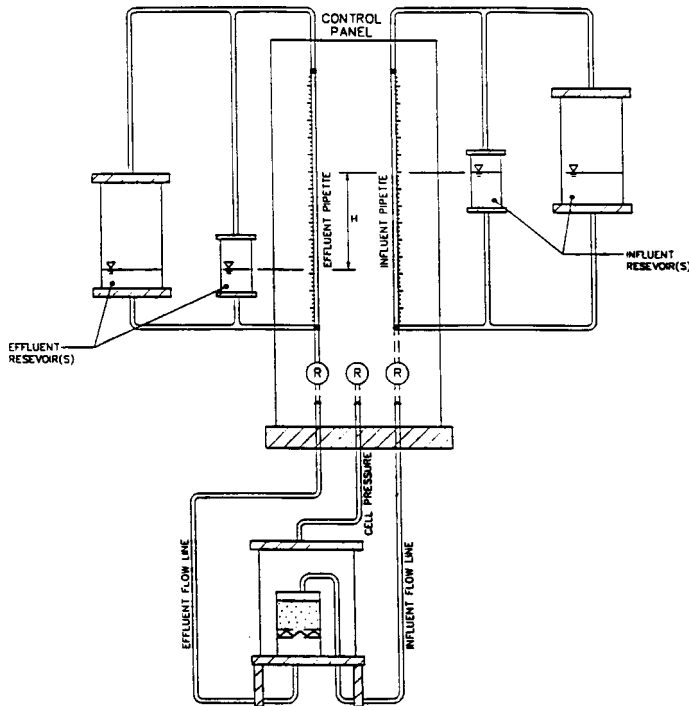 CONTROL
PANEL
EFFLUENT PIPETTE
H
INFLUENT PIPETTE
INFLUENT
RESEVOIR(S)
EFFLUENT
RESEVOIR(S)
R
R
R
CELL PRESSURE
EFFLUENT FLOW LINE
INFLUENT FLOW LINE